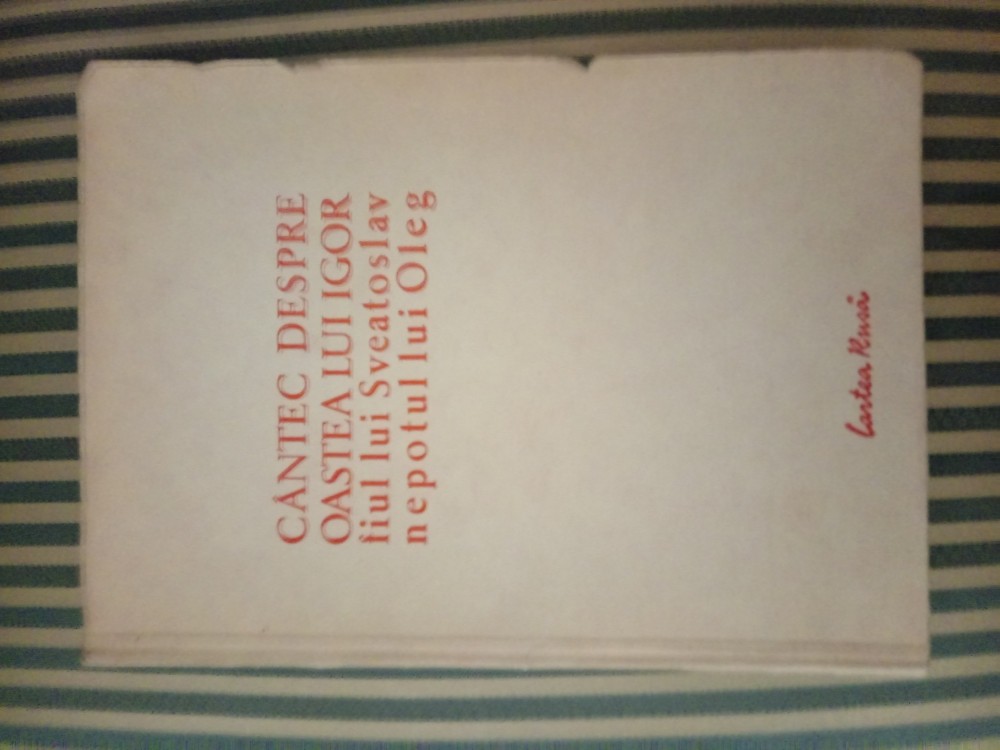 CÂNTEC DESPRE
OASTEA LUI IGOR
fiul lui Sveatoslav
nepotul lui Oleg
Cartea Rusă